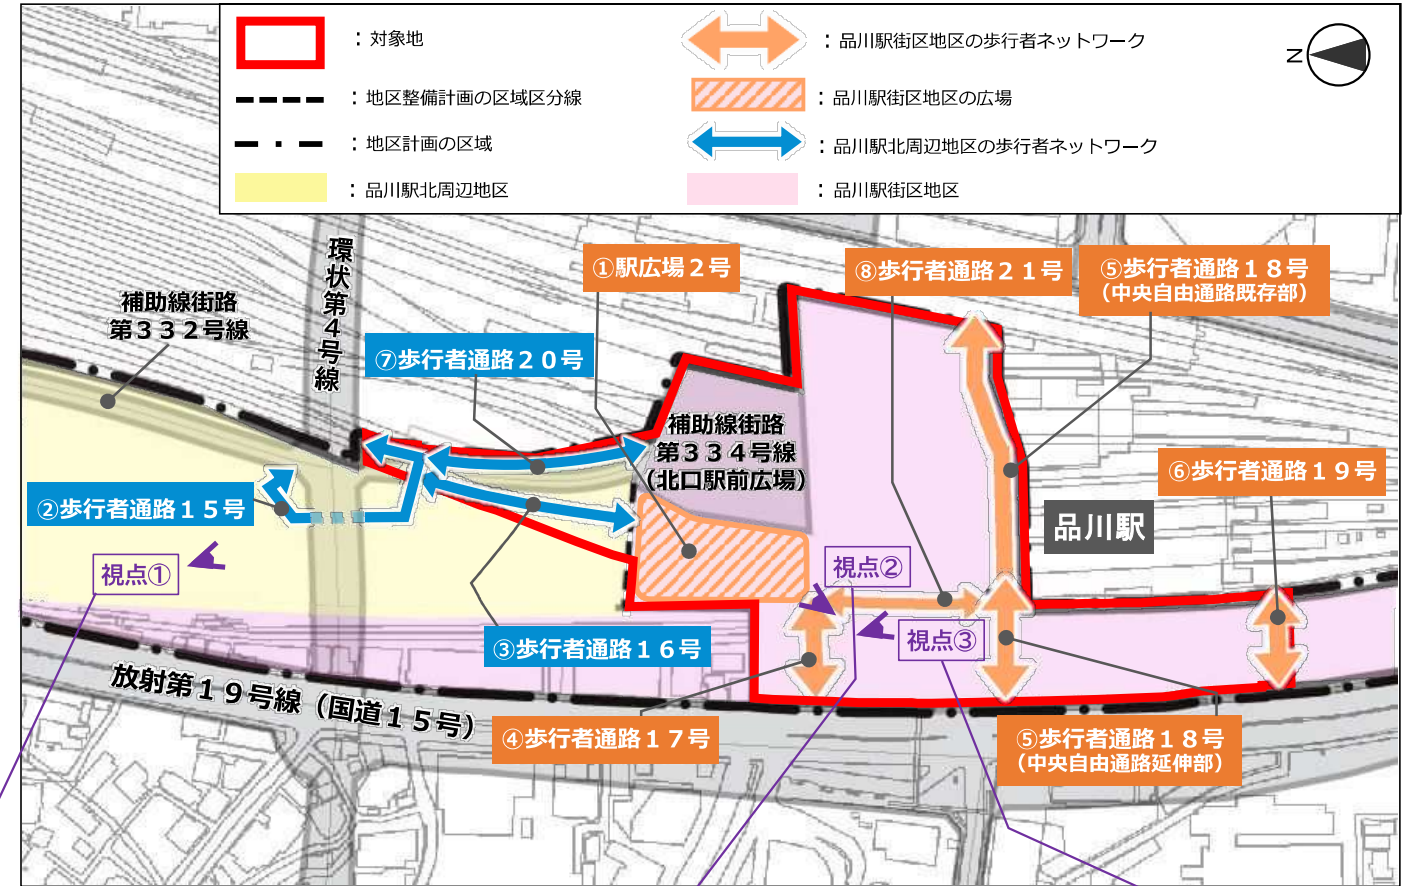 ：対象地
：品川駅街区地区の歩行者ネットワーク
N
：地区整備計画の区域区分線
：品川駅街区地区の広場
：地区計画の区域
：品川駅北周辺地区の歩行者ネットワーク
：品川駅北周辺地区
：品川駅街区地区
環状第４号線
①駅広場２号
⑧歩行者通路２１号
⑤歩行者通路１８号
（中央自由通路既存部）
補助線街路
第３３２号線
⑦歩行者通路２０号
補助線街路
第３３４号線
（北口駅前広場）
⑥歩行者通路１９号
②歩行者通路１５号
品川駅
視点①
視点②
③歩行者通路１６号
視点③
放射第１９号線（国道１５号）
④歩行者通路１７号
⑤歩行者通路１８号
（中央自由通路延伸部）